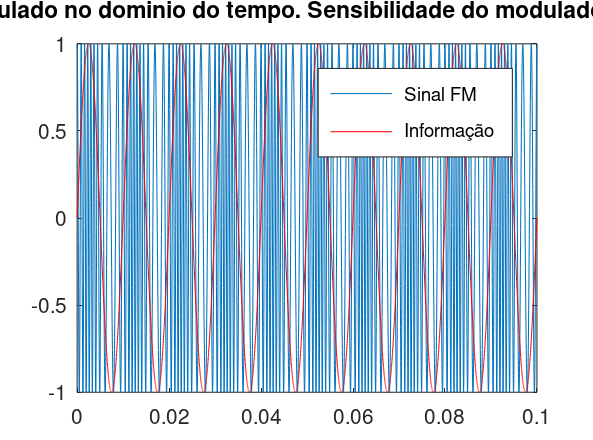 ulado no dominio do tempo. Sensibilidade do modulad
1
0.5
0
-0.5
-1
Sinal FM
Informação
0 0.02 0.04 0.06 0.08 0.1